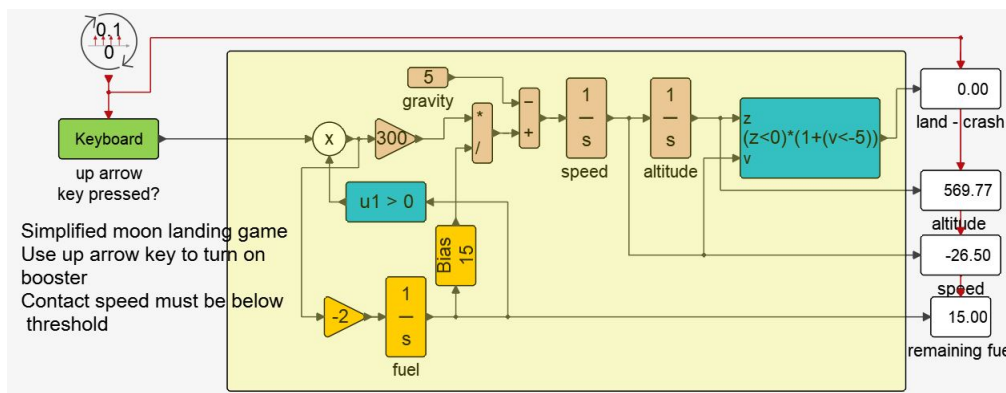 0.1
0
5
gravity
Keyboard
up arrow
key pressed?
x
300
*
/
−
+
1
s
speed
1
s
altitude
z
(z<0)*(1+(v<-5))
v
0.00
land - crash
569.77
altitude
-26.50
speed
15.00
remaining fue
u1 > 0
Bias
15
-2
1
s
fuel
Simplified moon landing game
Use up arrow key to turn on
booster
Contact speed must be below
threshold